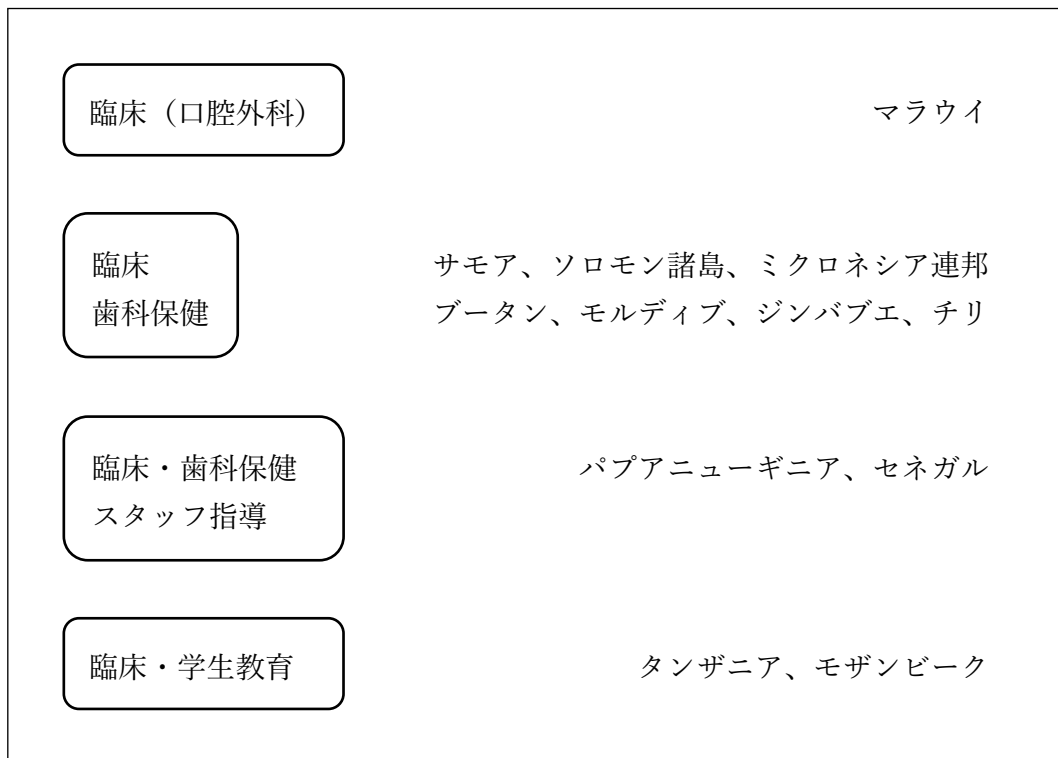 臨床（口腔外科）
マラウイ
臨床
歯科保健
サモア、ソロモン諸島、ミクロネシア連邦
ブータン、モルディブ、ジンバブエ、チリ
臨床・歯科保健
スタッフ指導
パプアニューギニア、セネガル
臨床・学生教育
タンザニア、モザンビーク